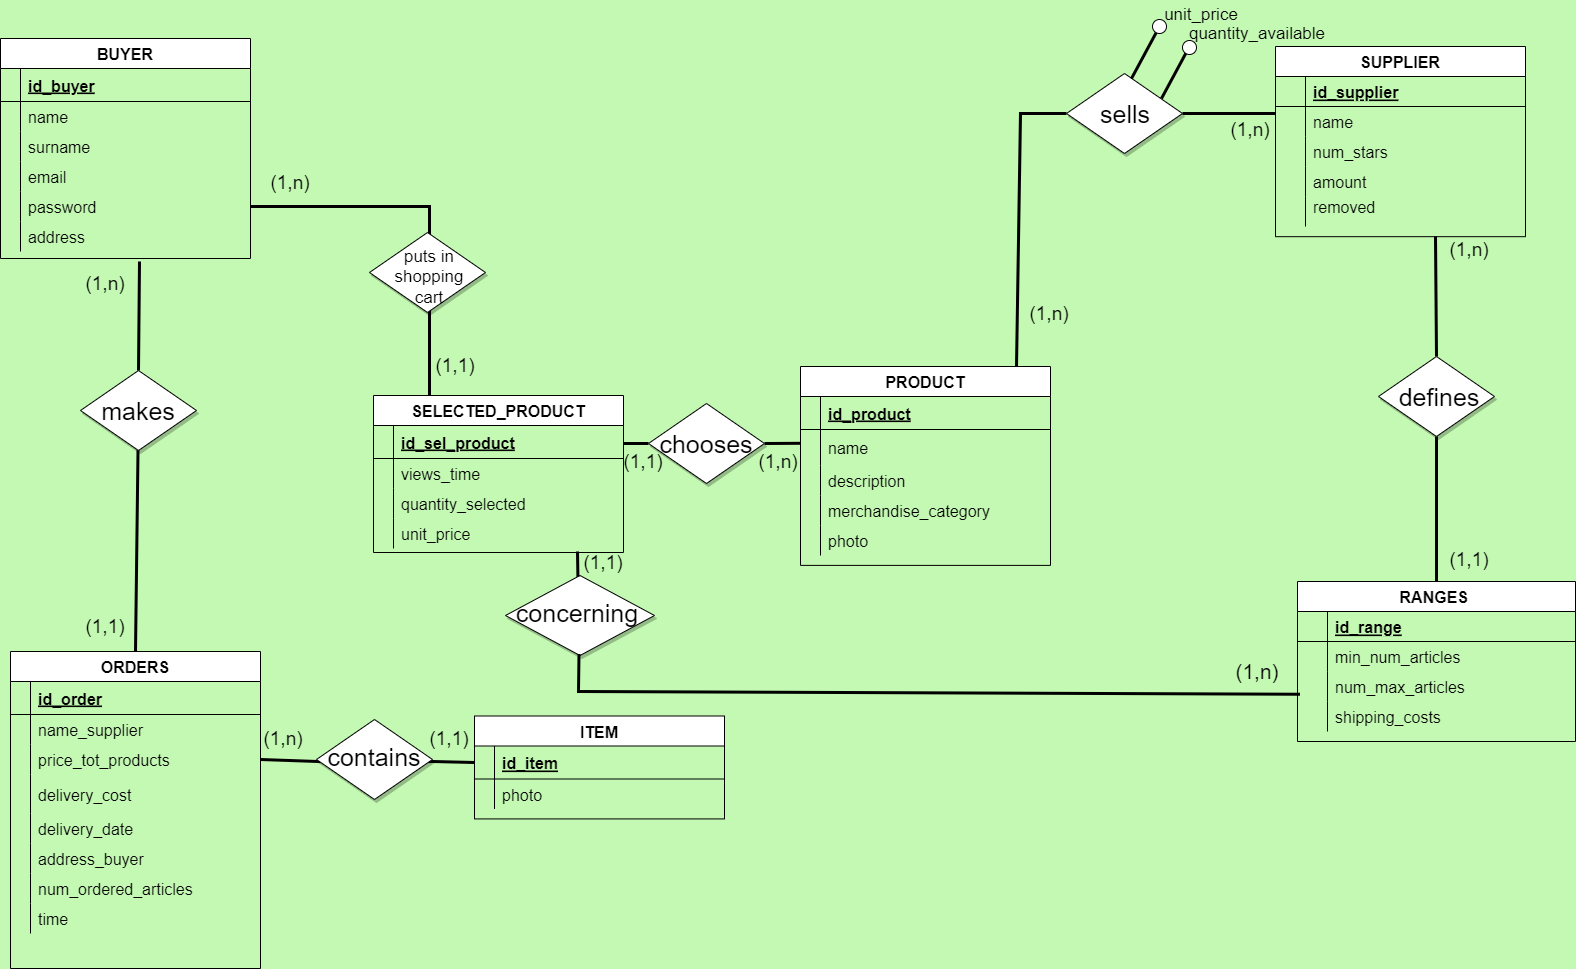 unit_price
quantity_available
BUYER
id_buyer
name
surname
email
password
address
(1,n)
puts in
shopping
cart
(1,1)
(1,n)
makes
(1,1)
sells
(1,n)
(1,n)
SUPPLIER
id_supplier
name
num_stars
amount
removed
(1,n)
defines
(1,1)
SELECTED_PRODUCT
id_sel_product
views_time
quantity_selected
unit_price
(1,1)
chooses
(1,n)
PRODUCT
id_product
name
description
merchandise_category
photo
(1,1)
concerning
(1,n)
RANGES
id_range
min_num_articles
num_max_articles
shipping_costs
ORDERS
id_order
name_supplier
price_tot_products
delivery_cost
delivery_date
address_buyer
num_ordered_articles
time
(1,n)
contains
(1,1)
ITEM
id_item
photo